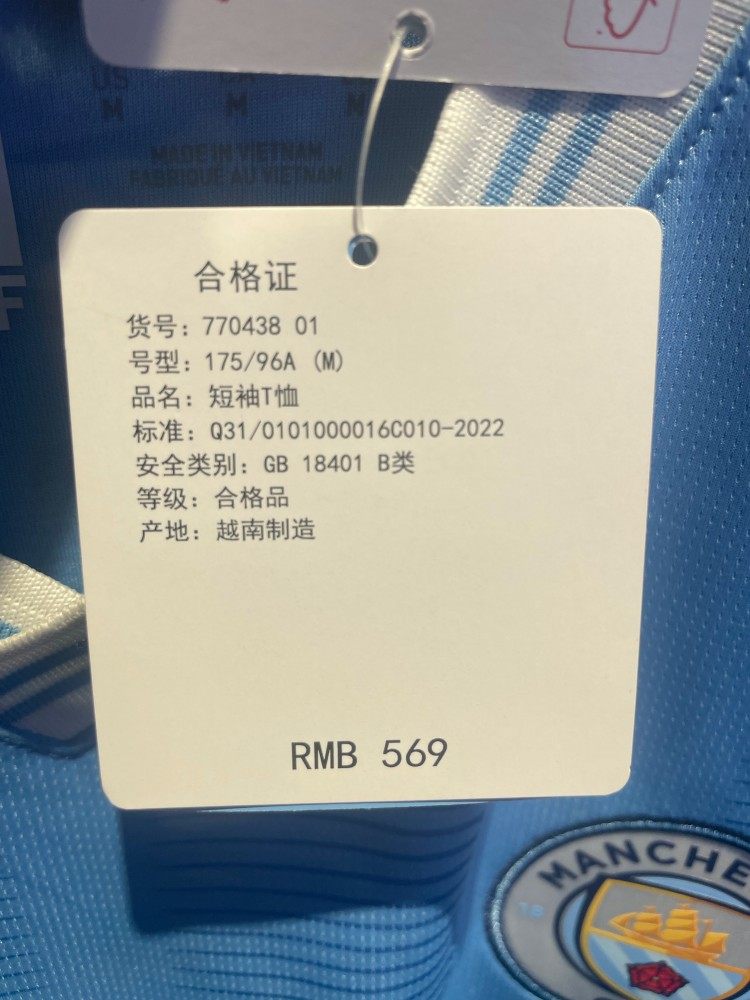 US
M
M
M
MADE IN VIETNAM
FABRIQUÉ AU VIETNAM
合格证
货号：770438 01
号型：175/96A (M)
品名：短袖T恤
标准：Q31/0101000016C010-2022
安全类别：GB 18401 B类
等级：合格品
产地：越南制造
RMB 569
MANCHE
18